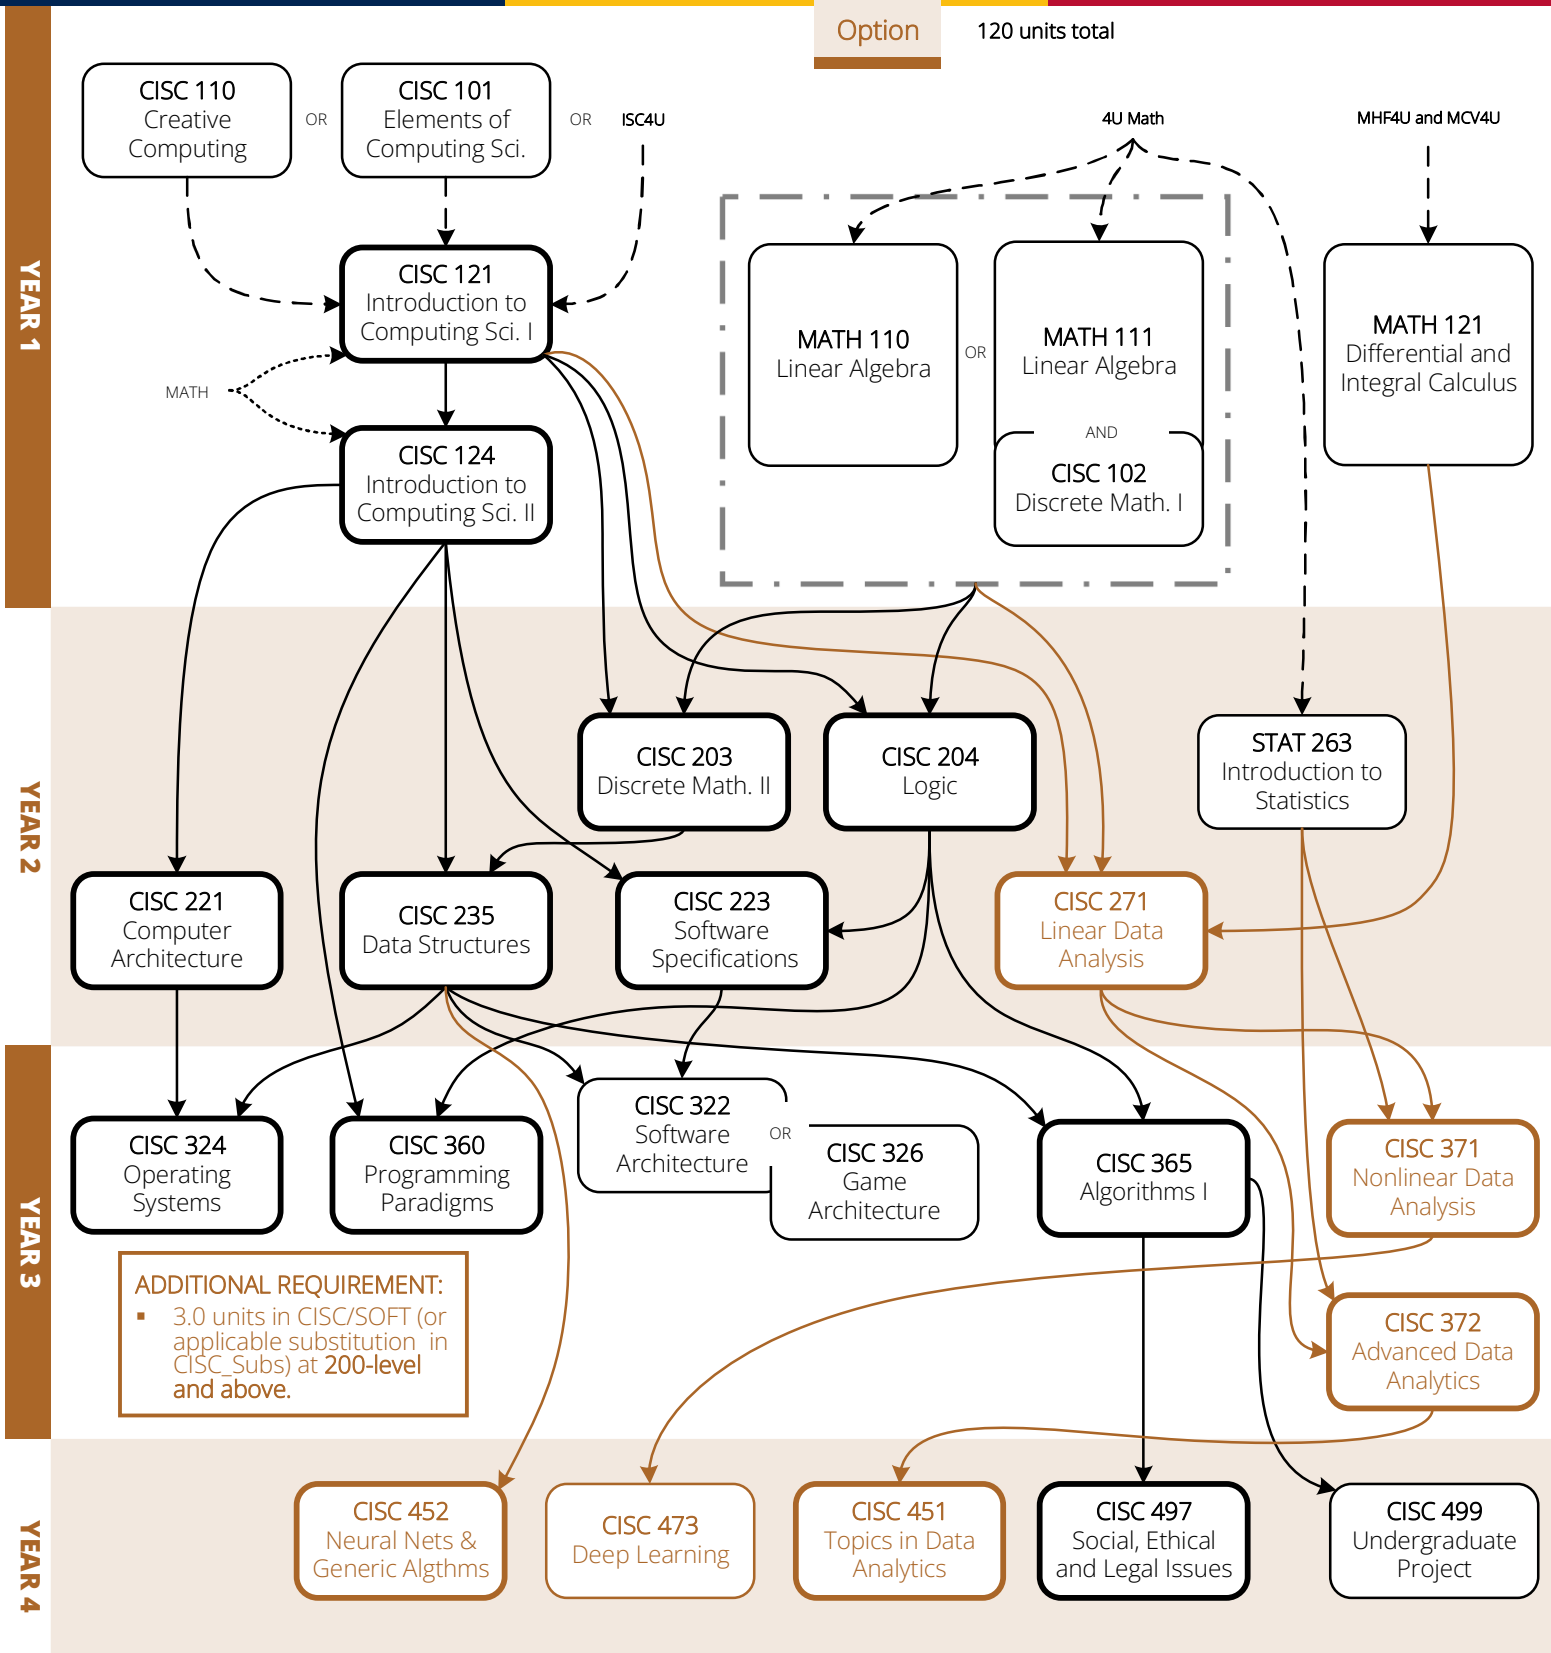 Option
120 units total
YEAR 1
CISC 110
Creative
Computing
OR
CISC 101
Elements of
Computing Sci.
OR
ISC4U
4U Math
MHF4U and MCV4U
CISC 121
Introduction to
Computing Sci. I
MATH
CISC 124
Introduction to
Computing Sci. II
MATH 110
Linear Algebra
OR
MATH 111
Linear Algebra
AND
CISC 102
Discrete Math. I
MATH 121
Differential and
Integral Calculus
YEAR 2
CISC 203
Discrete Math. II
CISC 204
Logic
STAT 263
Introduction to
Statistics
CISC 221
Computer
Architecture
CISC 235
Data Structures
CISC 223
Software
Specifications
CISC 271
Linear Data
Analysis
YEAR 3
CISC 324
Operating
Systems
CISC 360
Programming
Paradigms
CISC 322
Software
Architecture
OR
CISC 326
Game
Architecture
CISC 365
Algorithms I
CISC 371
Nonlinear Data
Analysis
ADDITIONAL REQUIREMENT:
▪ 3.0 units in CISC/SOFT (or
applicable substitution in
CISC_Subs) at 200-level
and above.
CISC 372
Advanced Data
Analytics
YEAR 4
CISC 452
Neural Nets &
Generic Algthms
CISC 473
Deep Learning
CISC 451
Topics in Data
Analytics
CISC 497
Social, Ethical
and Legal Issues
CISC 499
Undergraduate
Project